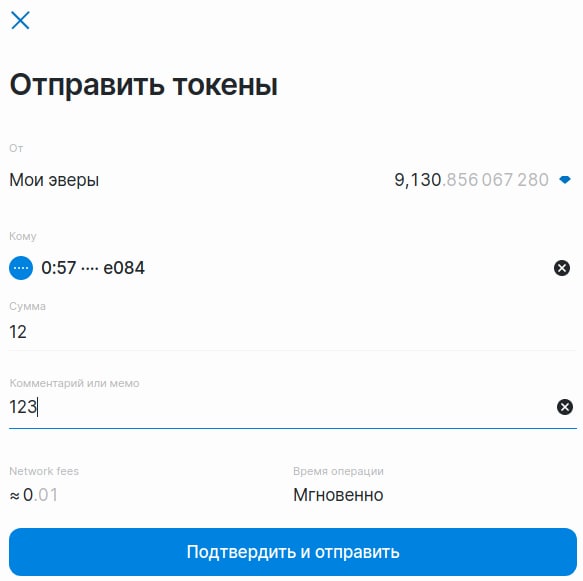 Отправить токены
От
Мои эверы 9,130.856 067 280
Кому
0:57 ···· e084
Сумма
12
Комментарий или мемо
123
Network fees Время операции
≈ 0.01 Мгновенно
Подтвердить и отправить